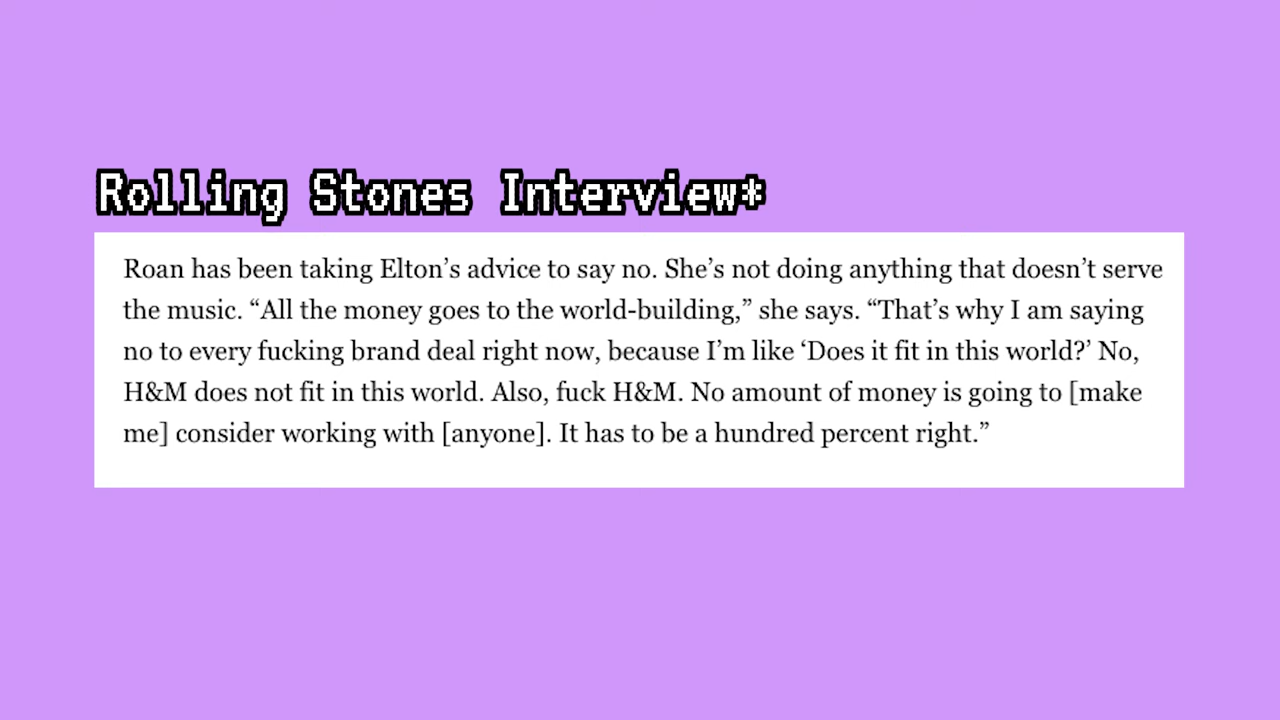 Rolling Stones Interview*
Roan has been taking Elton’s advice to say no. She’s not doing anything that doesn’t serve
the music. “All the money goes to the world-building,” she says. “That’s why I am saying
no to every fucking brand deal right now, because I’m like ‘Does it fit in this world?’ No,
H&M does not fit in this world. Also, fuck H&M. No amount of money is going to [make
me] consider working with [anyone]. It has to be a hundred percent right.”